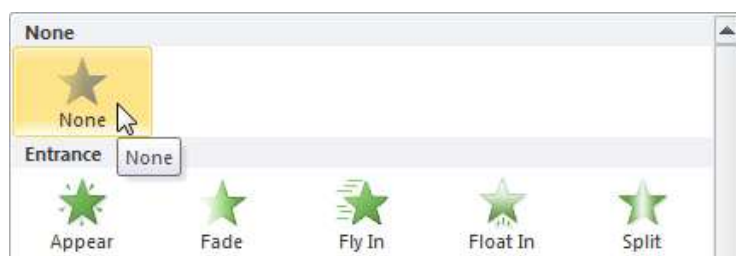 None
None
Entrance
None
Appear Fade Fly In Float In Split